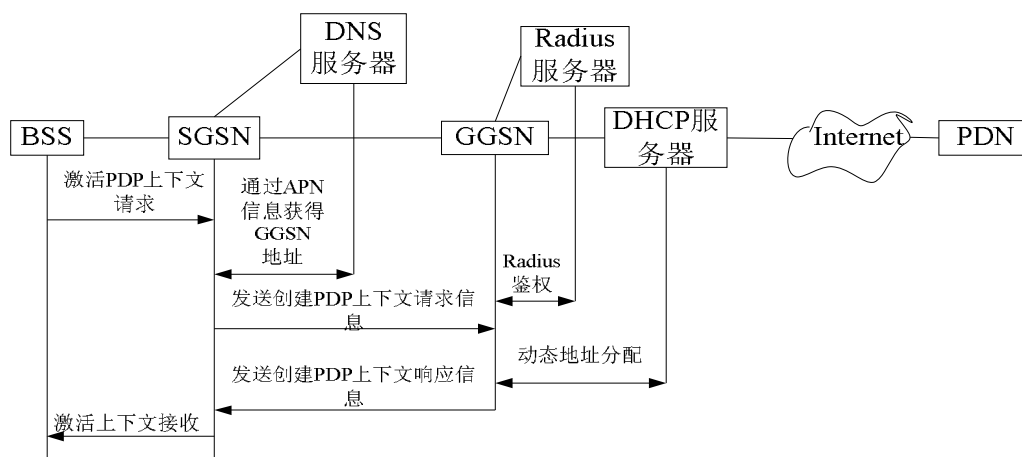 DNS
服务器
Radius
服务器
BSS
SGSN
GGSN
DHCP服
务器
Internet
PDN
激活PDP上下文
请求
通过APN
信息获得
GGSN
地址
Radius
鉴权
发送创建PDP上下文请求信
息
动态地址分配
发送创建PDP上下文响应信
息
激活上下文接收